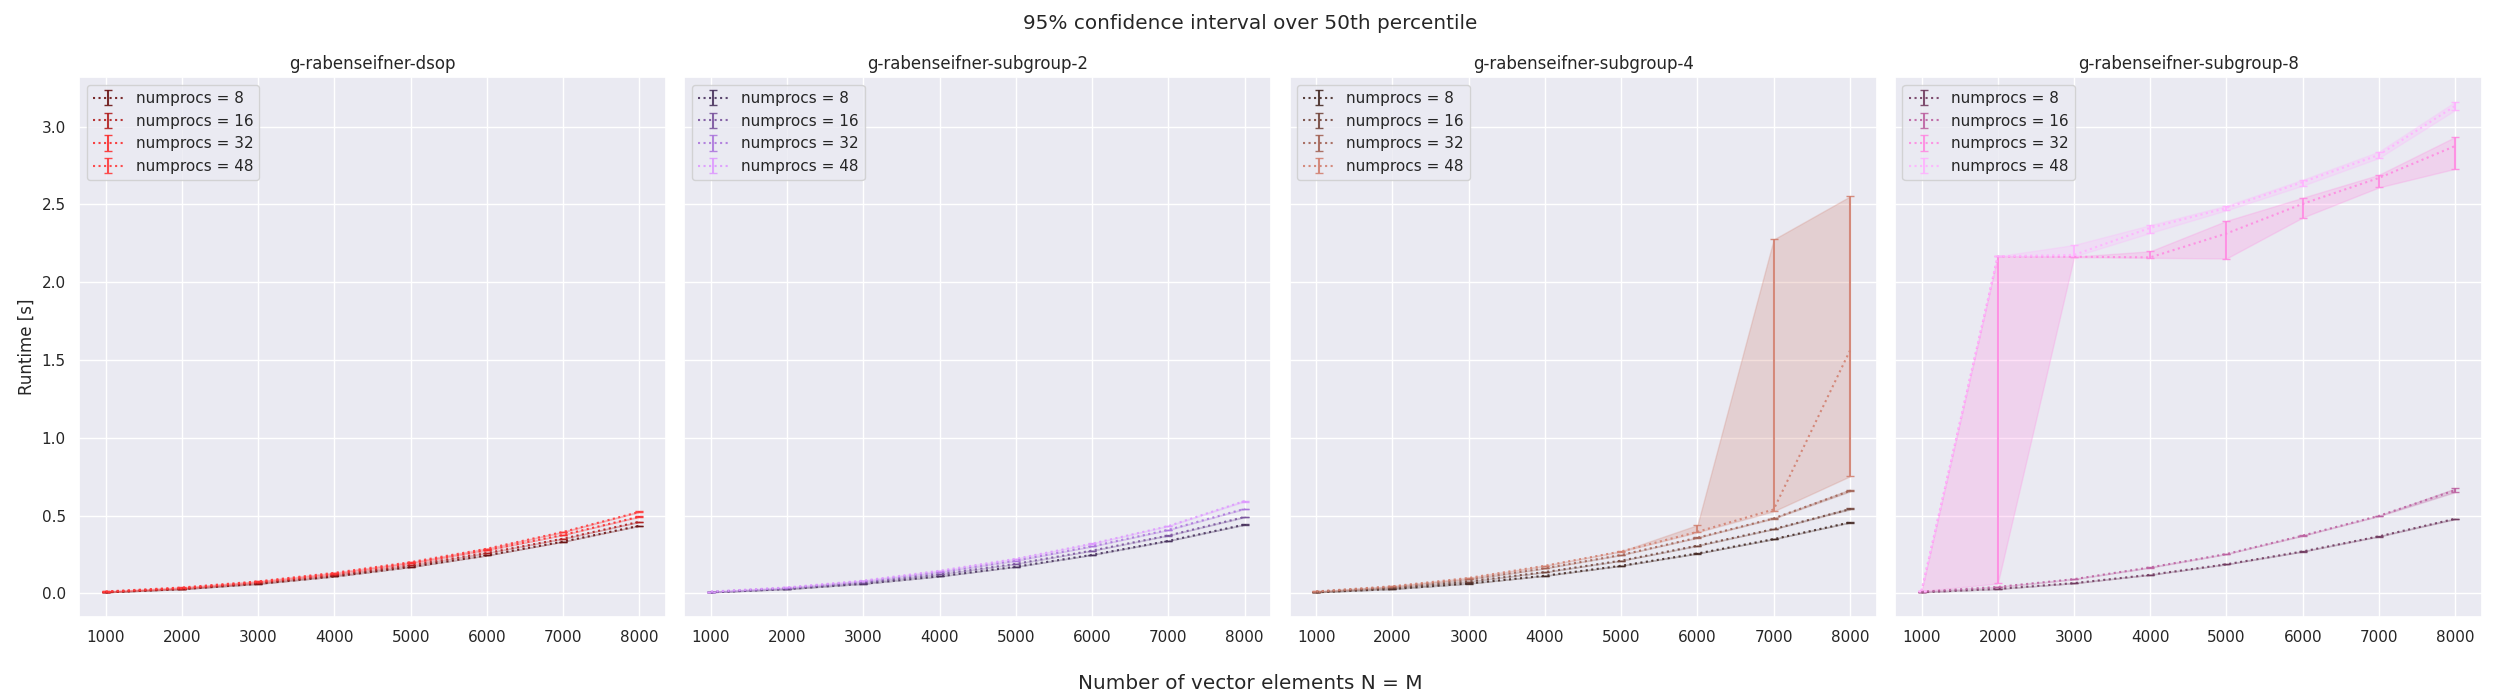 95% confidence interval over 50th percentile
g-rabenseifner-dsop
g-rabenseifner-subgroup-2
g-rabenseifner-subgroup-4
g-rabenseifner-subgroup-8
numprocs = 8
numprocs = 16
numprocs = 32
numprocs = 48
numprocs = 8
numprocs = 16
numprocs = 32
numprocs = 48
numprocs = 8
numprocs = 16
numprocs = 32
numprocs = 48
numprocs = 8
numprocs = 16
numprocs = 32
numprocs = 48
Runtime [s]
3.0
2.5
2.0
1.5
1.0
0.5
0.0
1000 2000 3000 4000 5000 6000 7000 8000
1000 2000 3000 4000 5000 6000 7000 8000
1000 2000 3000 4000 5000 6000 7000 8000
1000 2000 3000 4000 5000 6000 7000 8000
Number of vector elements N = M